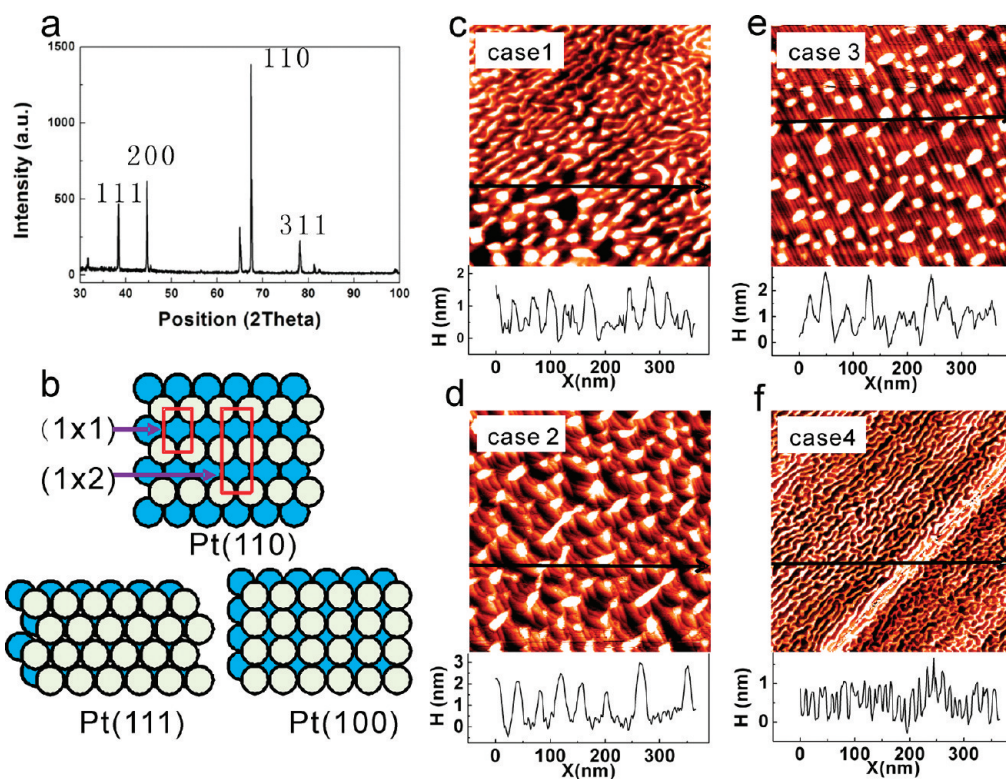 a
1500
1000
500
0
Intensity (a.u.)
111
200
110
311
30 40 50 60 70 80 90 100
Position (2Theta)
b
(1x1)
(1x2)
Pt(110)
Pt(111)
Pt(100)
c
case1
2
1
0
H (nm)
0 100 200 300
X(nm)
d
case 2
3
2
1
0
H (nm)
0 100 200 300
X(nm)
e
case 3
2
1
0
H (nm)
0 100 200 300
X(nm)
f
case4
1
0
H (nm)
0 100 200 300
X(nm)